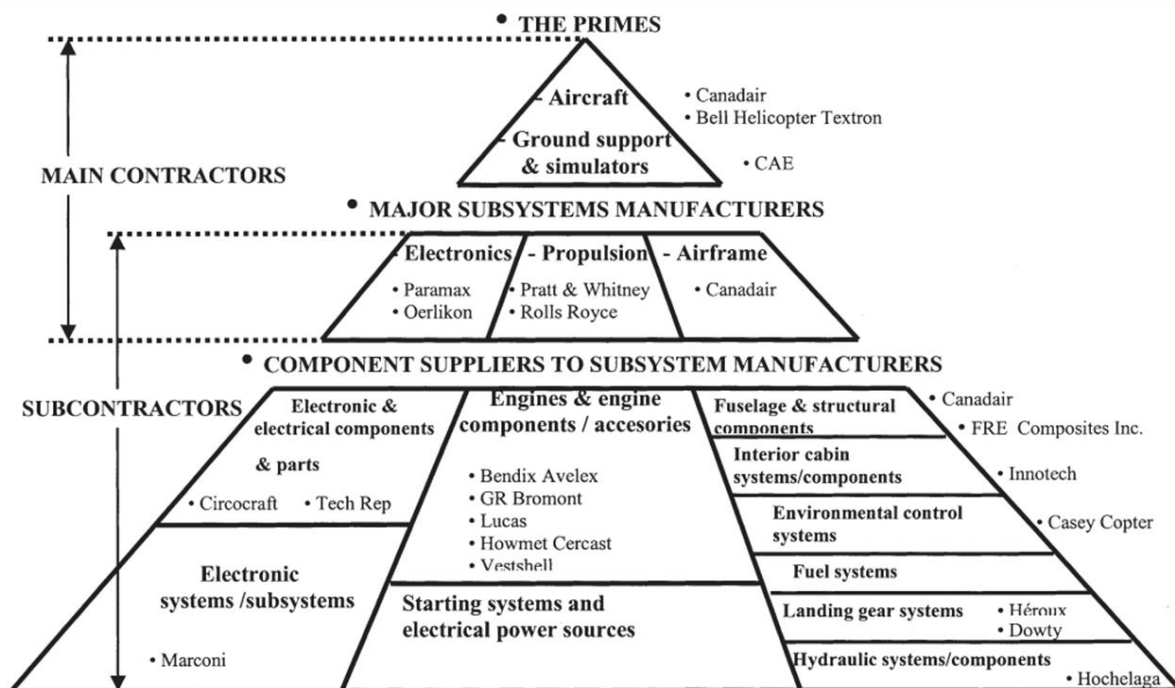 • THE PRIMES
- Aircraft
• Canadair
• Bell Helicopter Textron
- Ground support
& simulators
• CAE
MAIN CONTRACTORS
• MAJOR SUBSYSTEMS MANUFACTURERS
- Electronics
• Paramax
• Oerlikon
- Propulsion
• Pratt & Whitney
• Rolls Royce
- Airframe
• Canadair
• COMPONENT SUPPLIERS TO SUBSYSTEM MANUFACTURERS
SUBCONTRACTORS
Electronic &
electrical components
& parts
• Circocraft • Tech Rep
Electronic
systems /subsystems
• Marconi
Engines & engine
components / accesories
• Bendix Avelex
• GR Bromont
• Lucas
• Howmet Cercast
• Vestshell
Starting systems and
electrical power sources
Fuselage & structural
components
• Canadair
• FRE Composites Inc.
Interior cabin
systems/components
• Innotech
Environmental control
systems
• Casey Copter
Fuel systems
Landing gear systems
• Héroux
• Dowty
Hydraulic systems/components
• Hochelaga